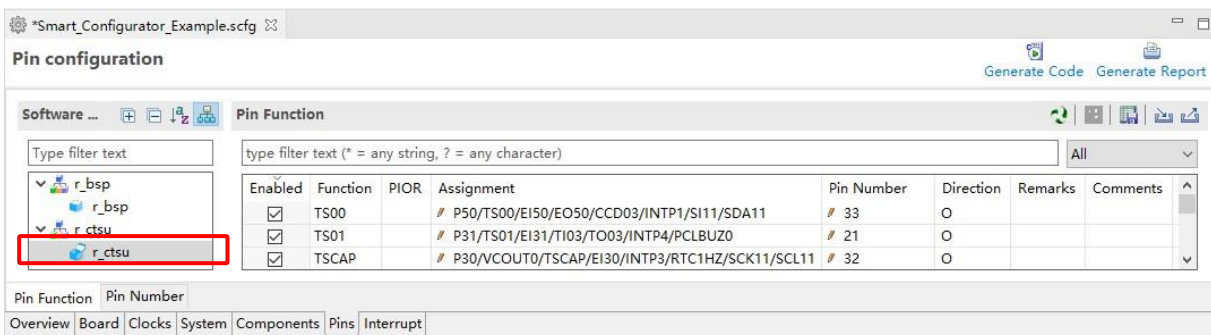 *Smart_Configurator_Example.scfg
Pin configuration
Generate Code Generate Report
Software ... Pin Function
Type filter text type filter text (* = any string, ? = any character) All
r_bsp Enabled Function PIOR Assignment Pin Number Direction Remarks Comments
r_bsp TS00 P50/TS00/EI50/EO50/CCD03/INTP1/SI11/SDA11 33 O
r_ctsu TS01 P31/TS01/EI31/TI03/TO03/INTP4/PCLBUZ0 21 O
r_ctsu TSCAP P30/VCOUT0/TSCAP/EI30/INTP3/RTC1HZ/SCK11/SCL11 32 O
Pin Function Pin Number
Overview Board Clocks System Components Pins Interrupt